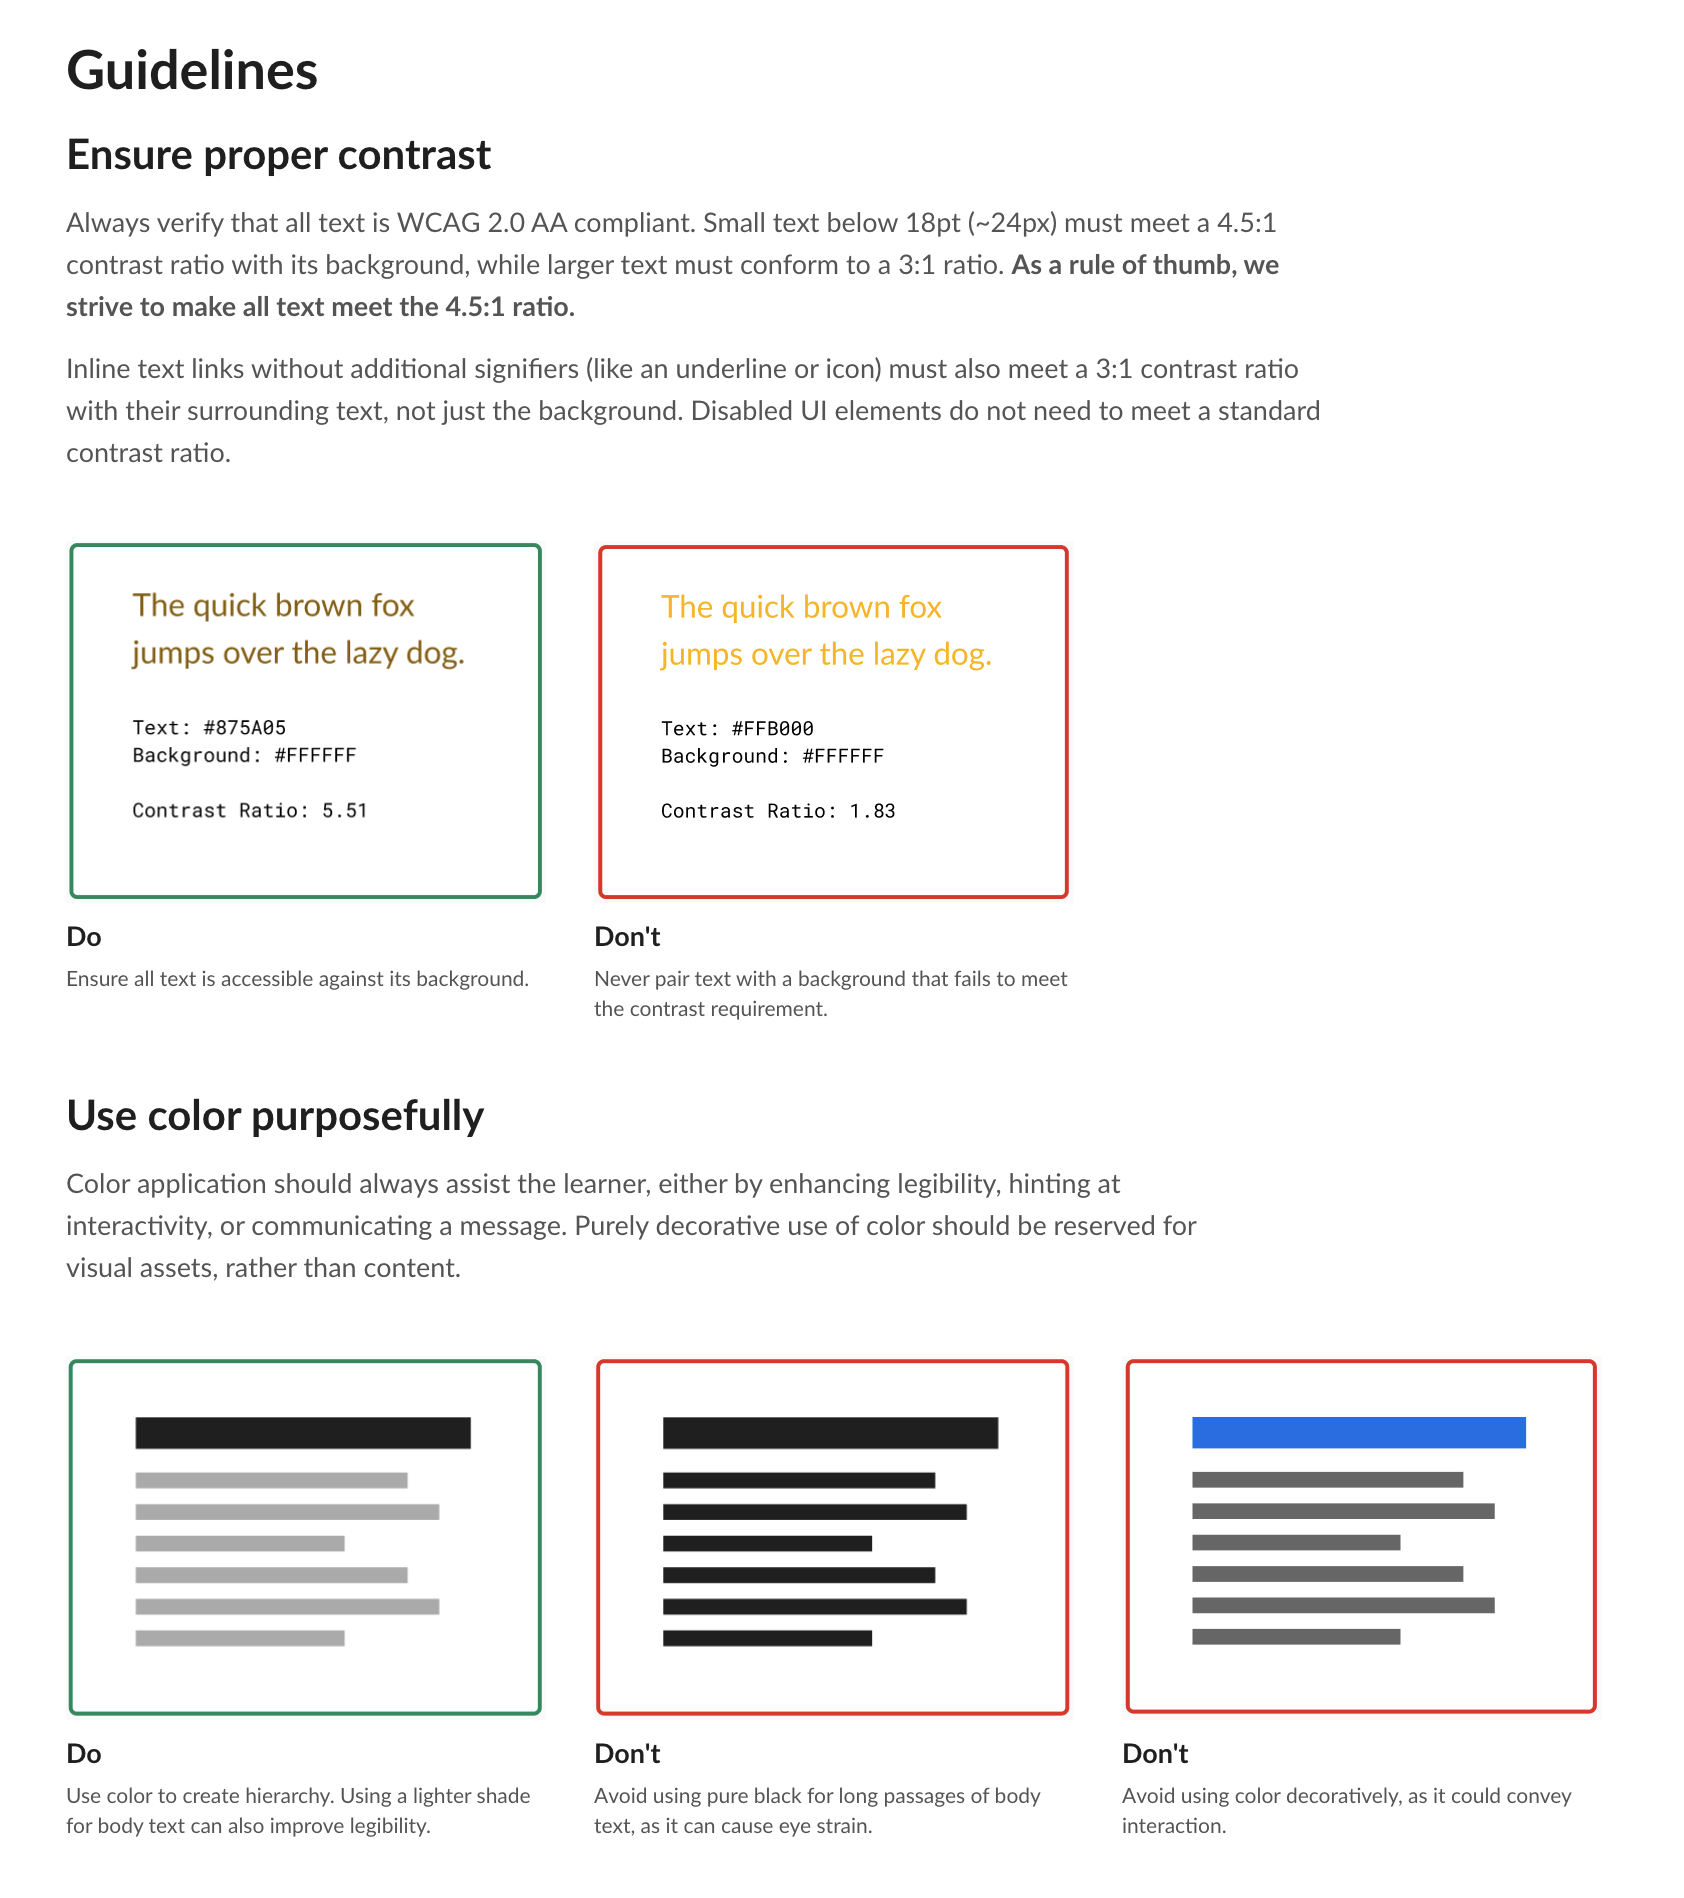 Guidelines
Ensure proper contrast
Always verify that all text is WCAG 2.0 AA compliant. Small text below 18pt (~24px) must meet a 4.5:1
contrast ratio with its background, while larger text must conform to a 3:1 ratio. As a rule of thumb, we
strive to make all text meet the 4.5:1 ratio.
Inline text links without additional signifiers (like an underline or icon) must also meet a 3:1 contrast ratio
with their surrounding text, not just the background. Disabled UI elements do not need to meet a standard
contrast ratio.
The quick brown fox
jumps over the lazy dog.
Text: #875A05
Background: #FFFFFF
Contrast Ratio: 5.51
Do
Ensure all text is accessible against its background.
The quick brown fox
jumps over the lazy dog.
Text: #FFB000
Background: #FFFFFF
Contrast Ratio: 1.83
Don't
Never pair text with a background that fails to meet
the contrast requirement.
Use color purposefully
Color application should always assist the learner, either by enhancing legibility, hinting at
interactivity, or communicating a message. Purely decorative use of color should be reserved for
visual assets, rather than content.
Do
Use color to create hierarchy. Using a lighter shade
for body text can also improve legibility.
Don't
Avoid using pure black for long passages of body
text, as it can cause eye strain.
Don't
Avoid using color decoratively, as it could convey
interaction.